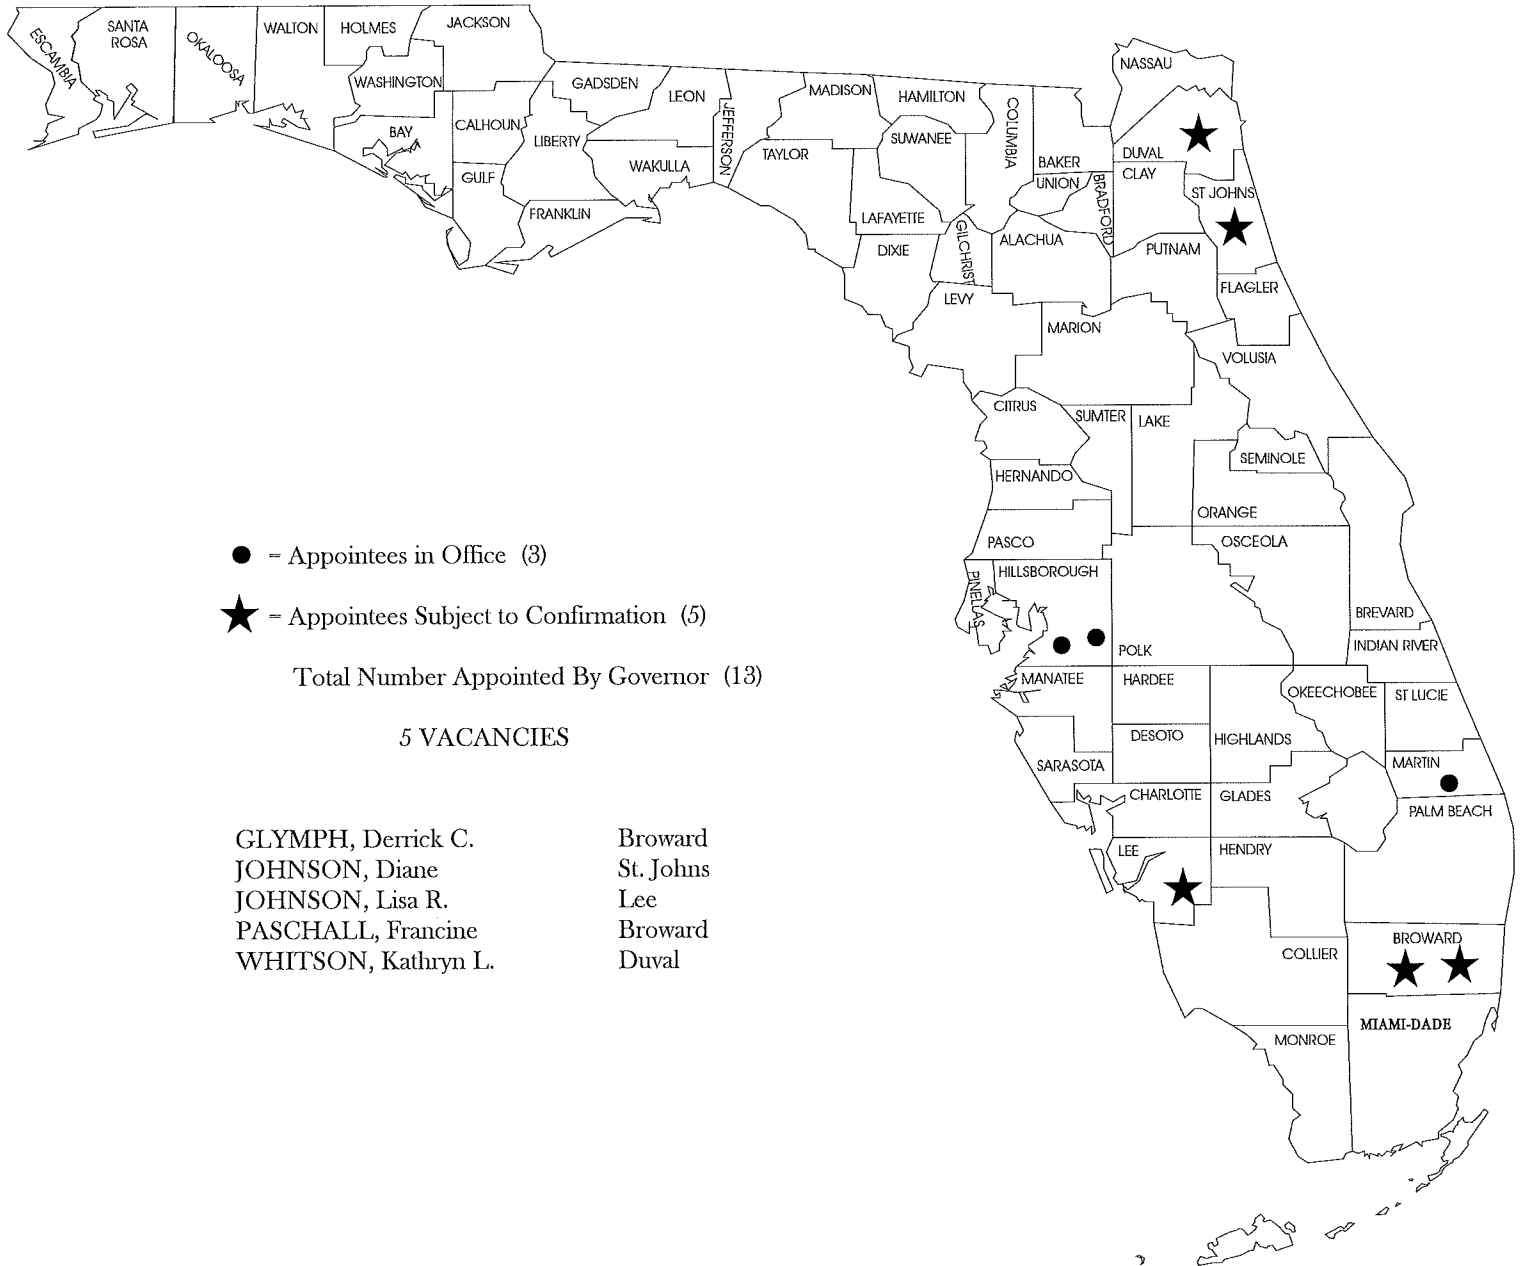 ESCAMBIA
SANTA
ROSA
OKALOOSA
WALTON
HOLMES
JACKSON
WASHINGTON
BAY
CALHOUN
GULF
GADSDEN
LIBERTY
FRANKLIN
LEON
WAKULLA
JEFFERSON
MADISON
TAYLOR
HAMILTON
SUWANEE
LAFAYETTE
DIXIE
GILCHRIST
LEVY
COLUMBIA
BAKER
UNION
BRADFORD
ALACHUA
NASSAU
DUVAL
CLAY
ST JOHNS
PUTNAM
FLAGLER
MARION
VOLUSIA
CITRUS
SUMTER
LAKE
SEMINOLE
HERNANDO
ORANGE
PASCO
OSCEOLA
HILLSBOROUGH
PINELLAS
POLK
BREVARD
INDIAN RIVER
MANATEE
HARDEE
OKEECHOBEE
ST LUCIE
DESOTO
HIGHLANDS
SARASOTA
MARTIN
CHARLOTTE
GLADES
PALM BEACH
LEE
HENDRY
COLLIER
BROWARD
MIAMI-DADE
MONROE
= Appointees in Office (3)
= Appointees Subject to Confirmation (5)
Total Number Appointed By Governor (13)
5 VACANCIES
GLYMPH, Derrick C. Broward
JOHNSON, Diane St. Johns
JOHNSON, Lisa R. Lee
PASCHALL, Francine Broward
WHITSON, Kathryn L. Duval